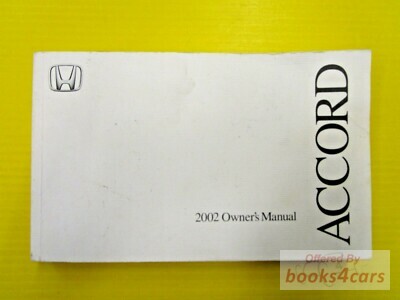 2002 Owner's Manual
ACCORD
Offered By
books4cars